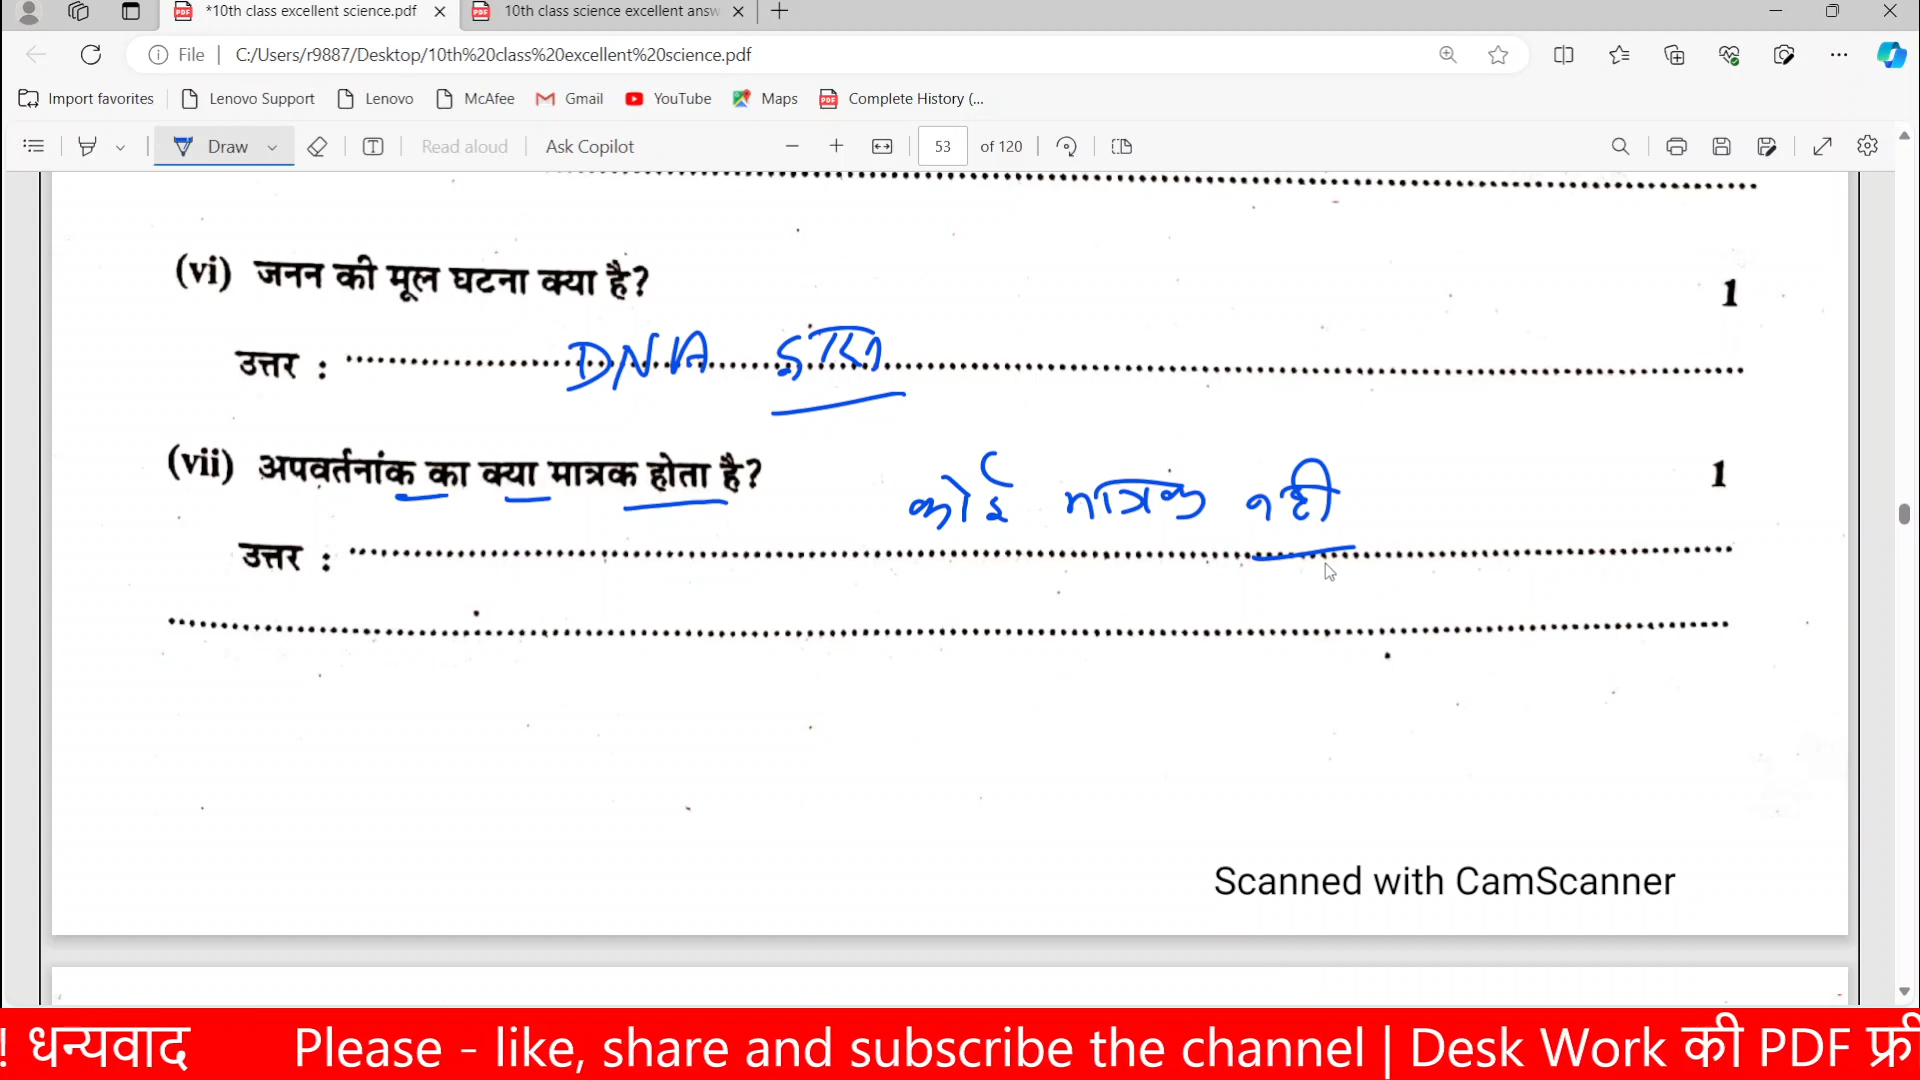 *10th class excellent science.pdf
10th class science excellent answ
File
C:/Users/r9887/Desktop/10th%20class%20excellent%20science.pdf
Import favorites
Lenovo Support
Lenovo
McAfee
Gmail
YouTube
Maps
Complete History (...
Draw
Read aloud
Ask Copilot
53 of 120
(vi) जनन की मूल घटना क्या है? 1
उत्तर : DNA
(vii) अपवर्तनांक का क्या मात्रक होता है? 1
कोई मात्रक नही
उत्तर :
Scanned with CamScanner
! धन्यवाद Please - like, share and subscribe the channel | Desk Work की PDF फ्री